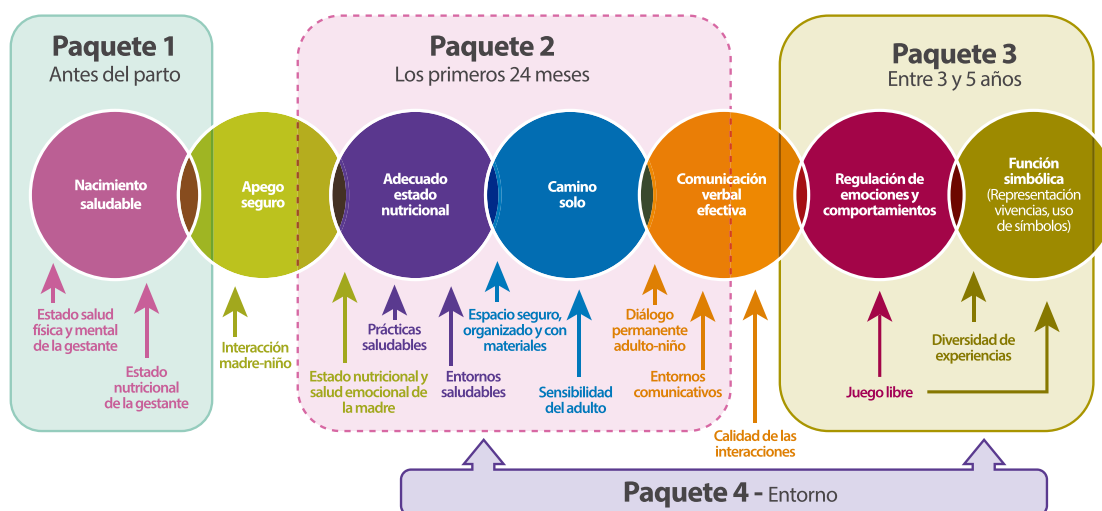 Paquete 1
Antes del parto
Paquete 2
Los primeros 24 meses
Paquete 3
Entre 3 y 5 años
Nacimiento
saludable
Apego
seguro
Adecuado
estado
nutricional
Camino
solo
Comunicación
verbal
efectiva
Regulación de
emociones y
comportamientos
Función
simbólica
(Representación
vivencias, uso
de símbolos)
Estado salud
física y mental
de la gestante
Estado
nutricional
de la gestante
Interacción
madre-niño
Estado nutricional y
salud emocional de
la madre
Prácticas
saludables
Entornos
saludables
Espacio seguro,
organizado y con
materiales
Sensibilidad
del adulto
Diálogo
permanente
adulto-niño
Entornos
comunicativos
Calidad de las
interacciones
Juego libre
Diversidad de
experiencias
Paquete 4 - Entorno